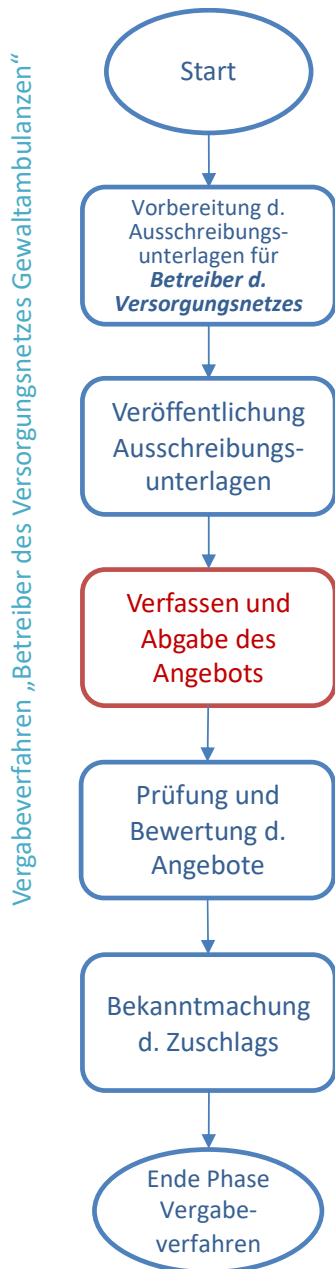 Vergabeverfahren „Betreiber des Versorgungsnetzes Gewaltambulanzen“
Start
Vorbereitung d.
Ausschreibungs-
unterlagen für
Betreiber d.
Versorgungsnetzes
Veröffentlichung
Ausschreibungs-
unterlagen
Verfassen und
Abgabe des
Angebots
Prüfung und
Bewertung d.
Angebote
Bekanntmachung
d. Zuschlags
Ende Phase
Vergabe-
verfahren